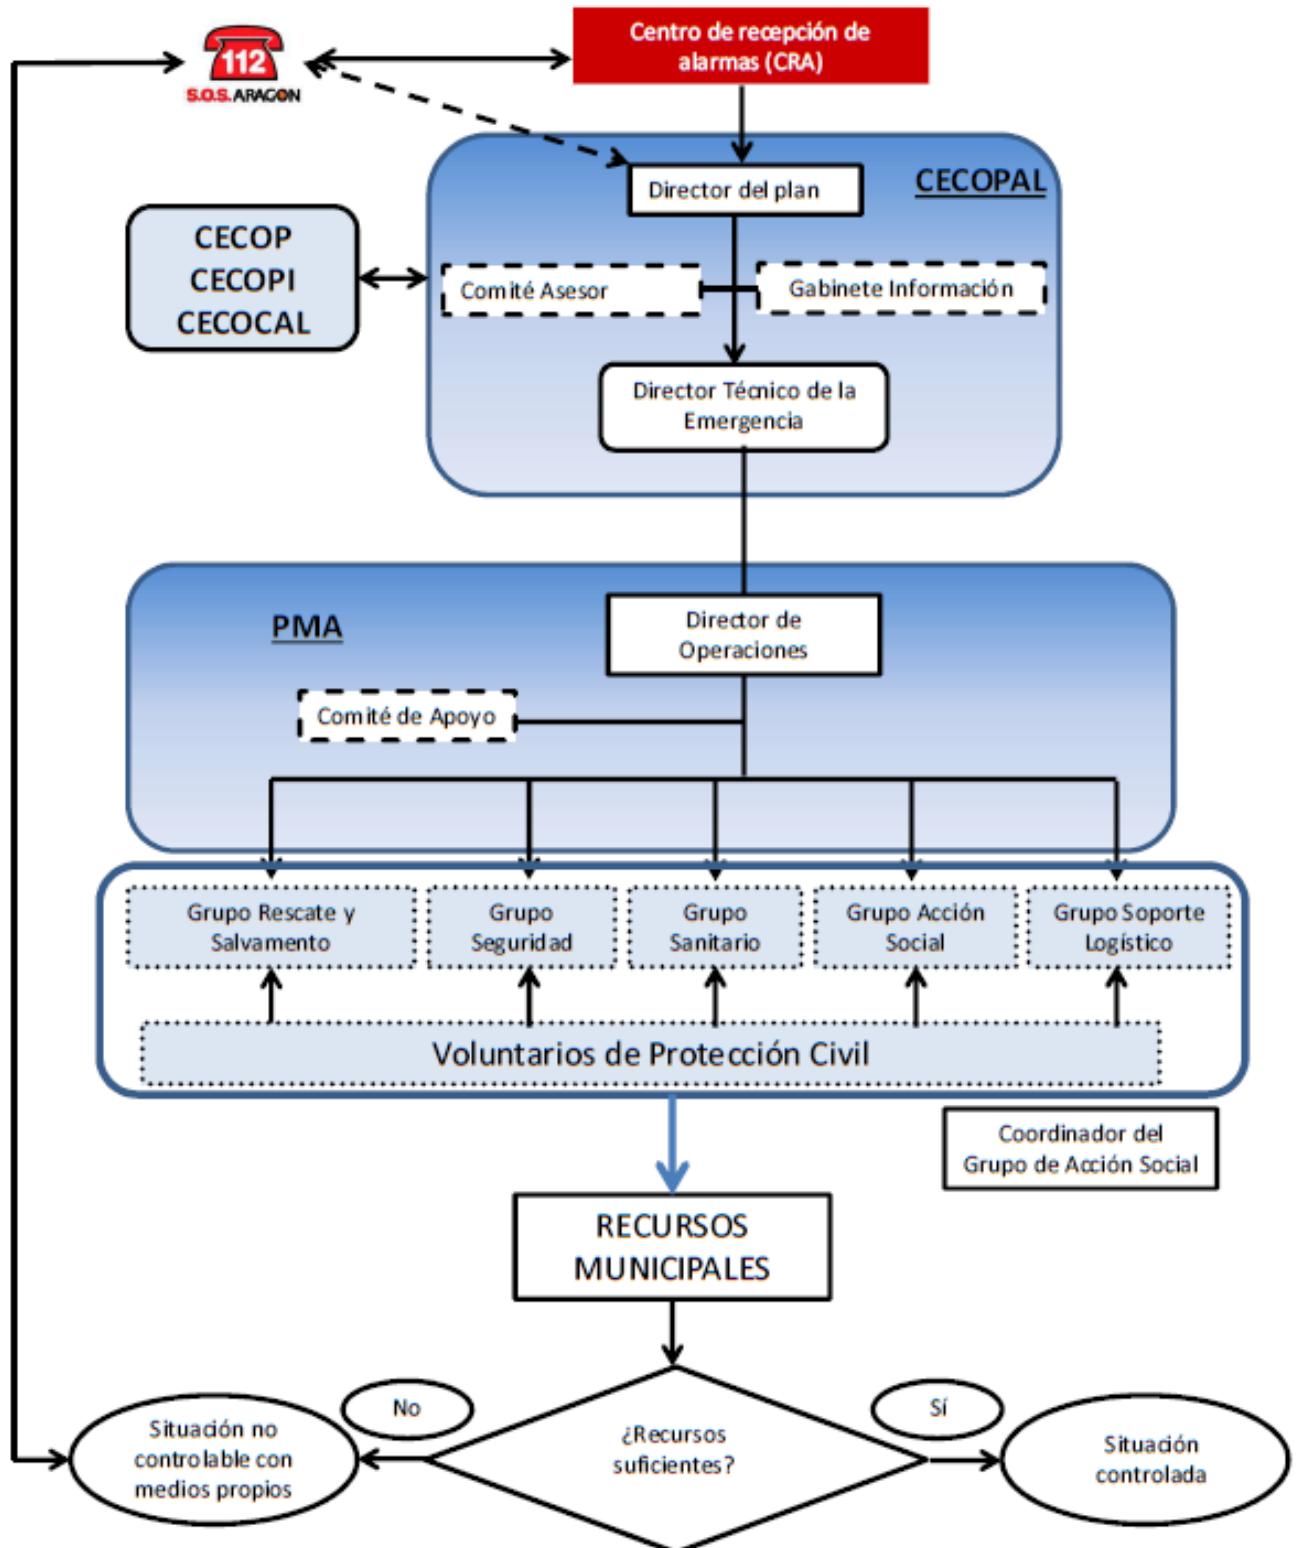 112
S.O.S. ARAGON
Centro de recepción de
alarmas (CRA)
CECOPAL
Director del plan
CECOP
CECOPI
CECOCAL
Comité Asesor
Gabinete Información
Director Técnico de la
Emergencia
PMA
Director de
Operaciones
Comité de Apoyo
Grupo Rescate y
Salvamento
Grupo
Seguridad
Grupo
Sanitario
Grupo Acción
Social
Grupo Soporte
Logístico
Voluntarios de Protección Civil
Coordinador del
Grupo de Acción Social
RECURSOS
MUNICIPALES
No
Sí
Situación no
controlable con
medios propios
¿Recursos
suficientes?
Situación
controlada